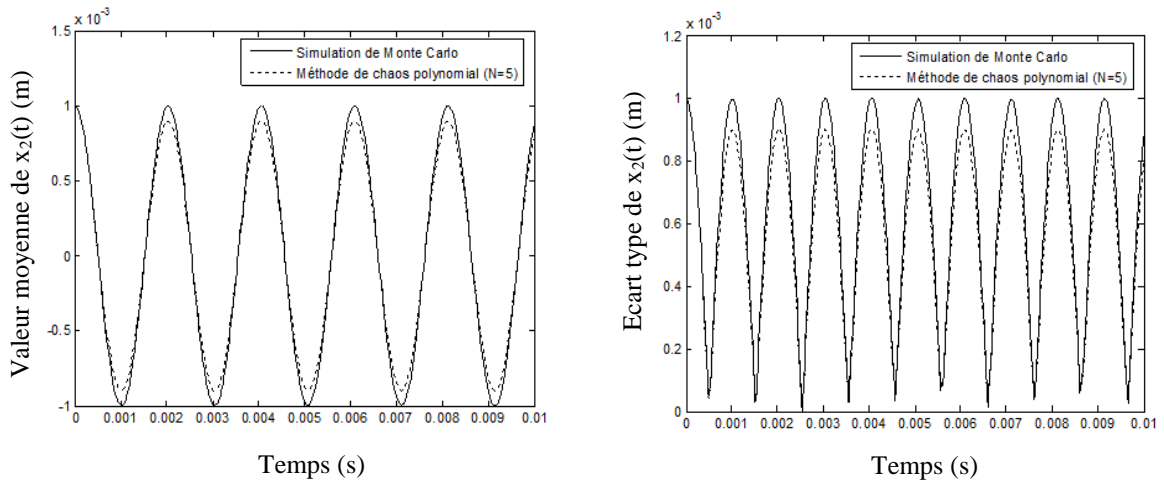 x 10⁻³
1.5
1
0.5
0
-0.5
-1
Valeur moyenne de x₂(t) (m)
Simulation de Monte Carlo
Méthode de chaos polynomial (N=5)
0 0.001 0.002 0.003 0.004 0.005 0.006 0.007 0.008 0.009 0.01
Temps (s)
x 10⁻³
1.2
1
0.8
0.6
0.4
0.2
0
Ecart type de x₂(t) (m)
Simulation de Monte Carlo
Méthode de chaos polynomial (N=5)
0 0.001 0.002 0.003 0.004 0.005 0.006 0.007 0.008 0.009 0.01
Temps (s)